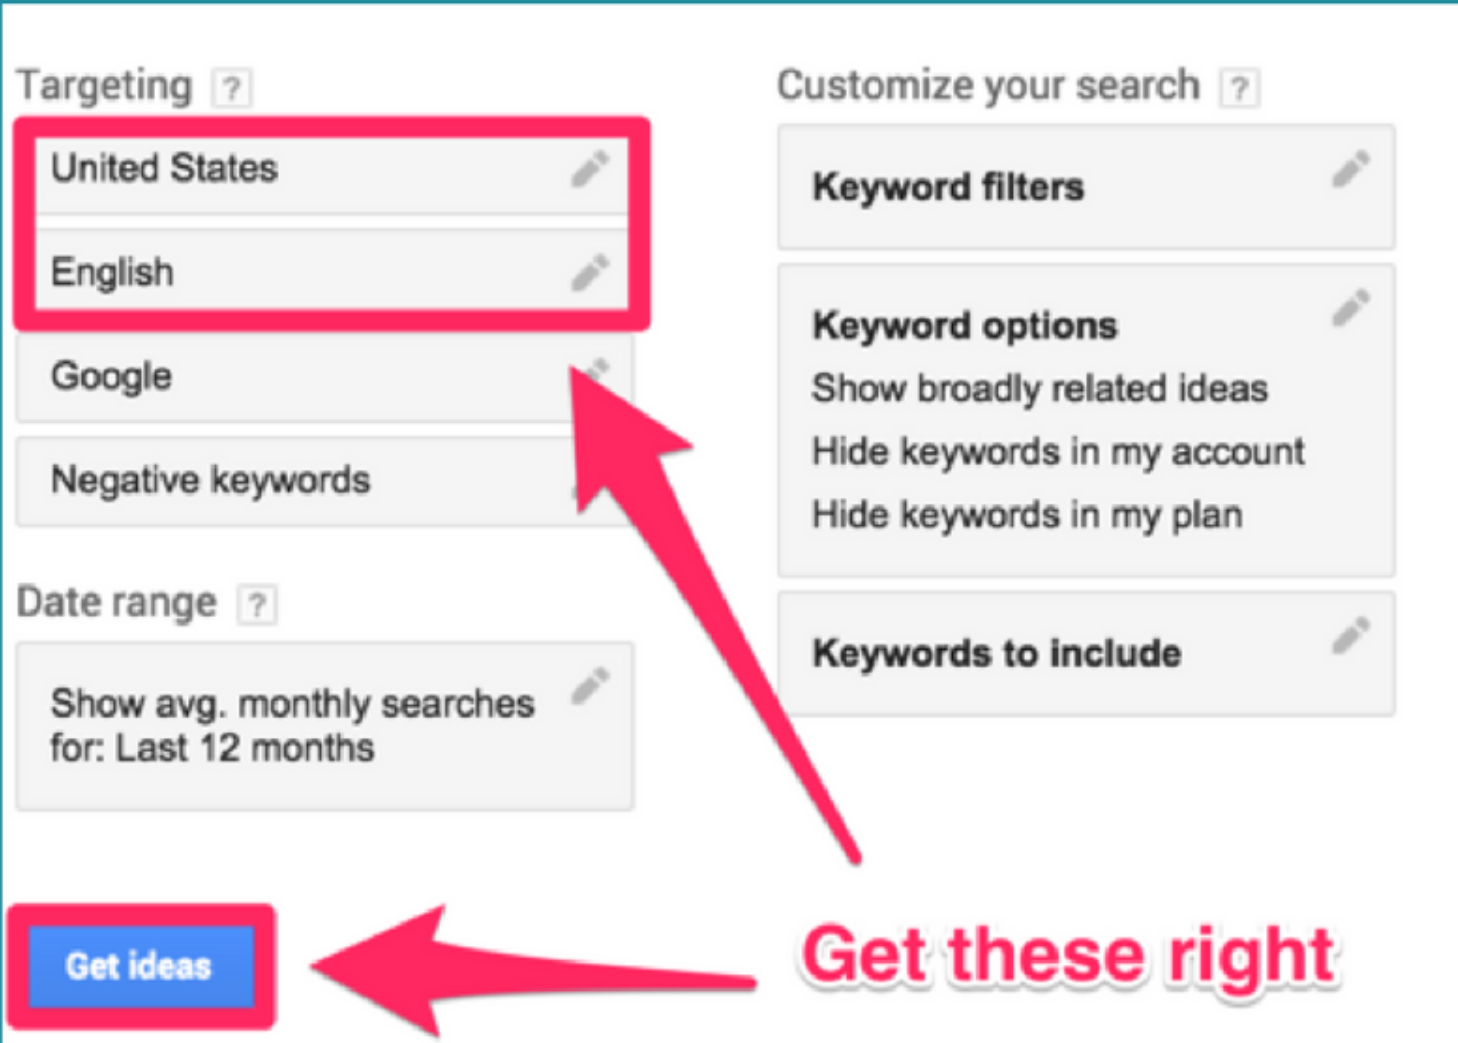 Targeting ?
United States
English
Google
Negative keywords
Date range ?
Show avg. monthly searches
for: Last 12 months
Get ideas
Customize your search ?
Keyword filters
Keyword options
Show broadly related ideas
Hide keywords in my account
Hide keywords in my plan
Keywords to include
Get these right